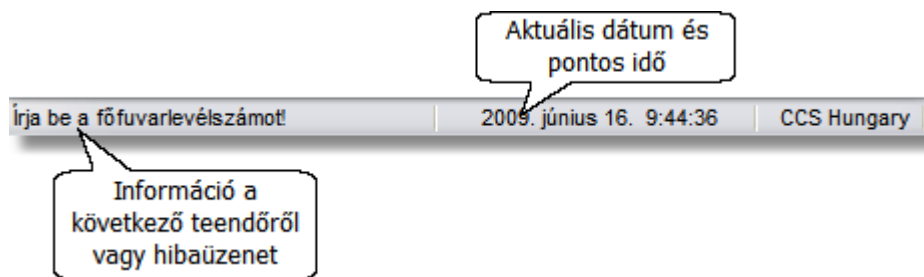 Aktuális dátum és
pontos idő
Írja be a főfuvarlevélszámot! 2009. június 16. 9:44:36 CCS Hungary
Információ a
következő teendőről
vagy hibaüzenet